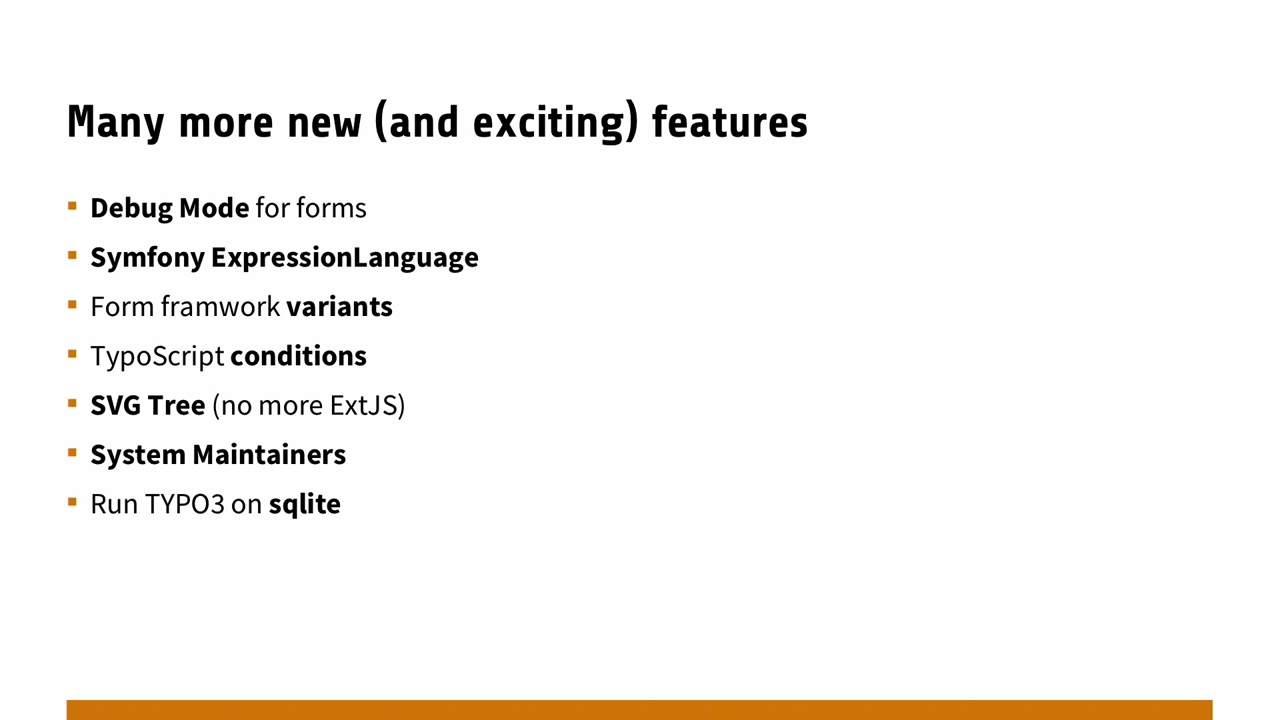 Many more new (and exciting) features
Debug Mode for forms
Symfony ExpressionLanguage
Form framwork variants
TypoScript conditions
SVG Tree (no more ExtJS)
System Maintainers
Run TYPO3 on sqlite